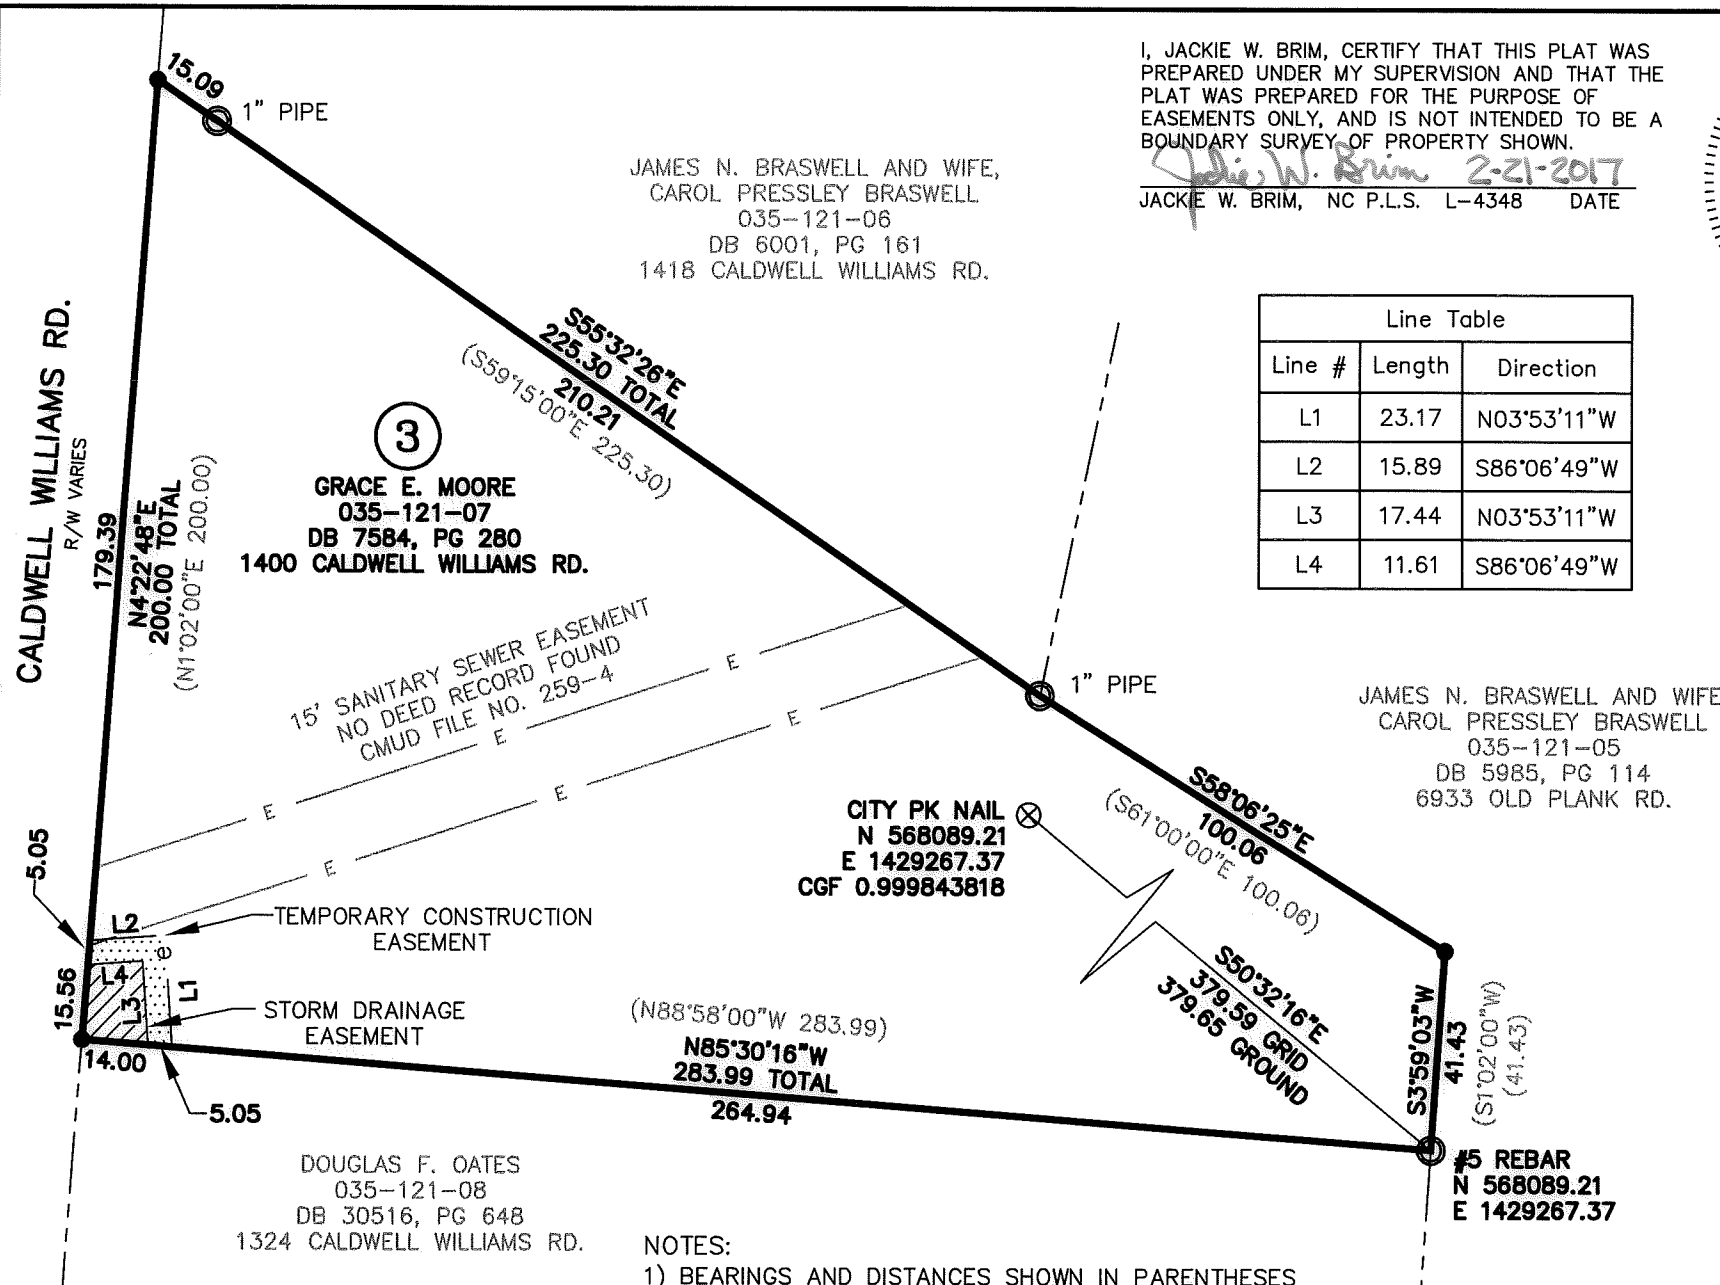 I, JACKIE W. BRIM, CERTIFY THAT THIS PLAT WAS
PREPARED UNDER MY SUPERVISION AND THAT THE
PLAT WAS PREPARED FOR THE PURPOSE OF
EASEMENTS ONLY, AND IS NOT INTENDED TO BE A
BOUNDARY SURVEY OF PROPERTY SHOWN.
Jackie W. Brim 2-21-2017
JACKIE W. BRIM, NC P.L.S. L-4348 DATE
15.09
1" PIPE
JAMES N. BRASWELL AND WIFE,
CAROL PRESSLEY BRASWELL
035-121-06
DB 6001, PG 161
1418 CALDWELL WILLIAMS RD.
Line Table
Line # Length Direction
L1 23.17 N03°53'11"W
L2 15.89 S86°06'49"W
L3 17.44 N03°53'11"W
L4 11.61 S86°06'49"W
CALDWELL WILLIAMS RD.
R/W VARIES
179.39
N4°22'48"E
200.00 TOTAL
(N1°02'00"E 200.00)
S55°32'26"E
225.30 TOTAL
210.21
(S59°15'00"E 225.30)
3
GRACE E. MOORE
035-121-07
DB 7584, PG 280
1400 CALDWELL WILLIAMS RD.
15' SANITARY SEWER EASEMENT
NO DEED RECORD FOUND
CMUD FILE NO. 259-4
E
E
E
E
E
E
1" PIPE
JAMES N. BRASWELL AND WIFE
CAROL PRESSLEY BRASWELL
035-121-05
DB 5985, PG 114
6933 OLD PLANK RD.
S58°06'25"E
100.06
(S61°00'00"E 100.06)
CITY PK NAIL
N 568089.21
E 1429267.37
CGF 0.999843818
5.05
L2
e
TEMPORARY CONSTRUCTION
EASEMENT
L4
L3
L1
15.56
STORM DRAINAGE
EASEMENT
14.00
5.05
(N88°58'00"W 283.99)
N85°30'16"W
283.99 TOTAL
264.94
S50°32'16"E
379.59 GRID
379.65 GROUND
S3°59'03"W
41.43
(S1°02'00"W)
(41.43)
#5 REBAR
N 568089.21
E 1429267.37
DOUGLAS F. OATES
035-121-08
DB 30516, PG 648
1324 CALDWELL WILLIAMS RD.
NOTES:
1) BEARINGS AND DISTANCES SHOWN IN PARENTHESES